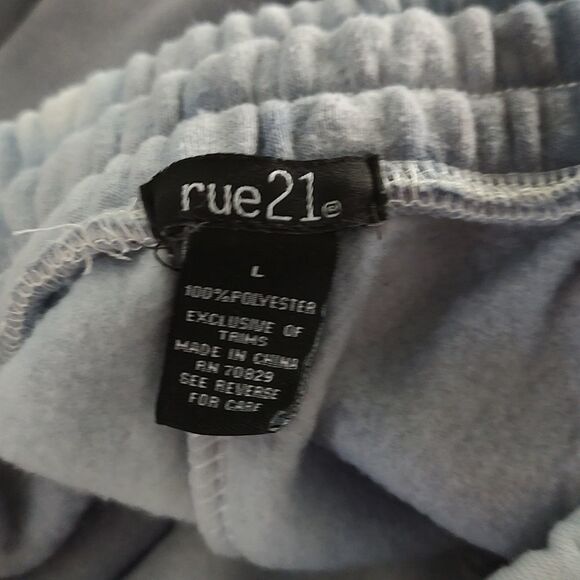 rue21®
L
100% POLYESTER
EXCLUSIVE OF
TRIMS
MADE IN CHINA
RN 70829
SEE REVERSE
FOR CARE